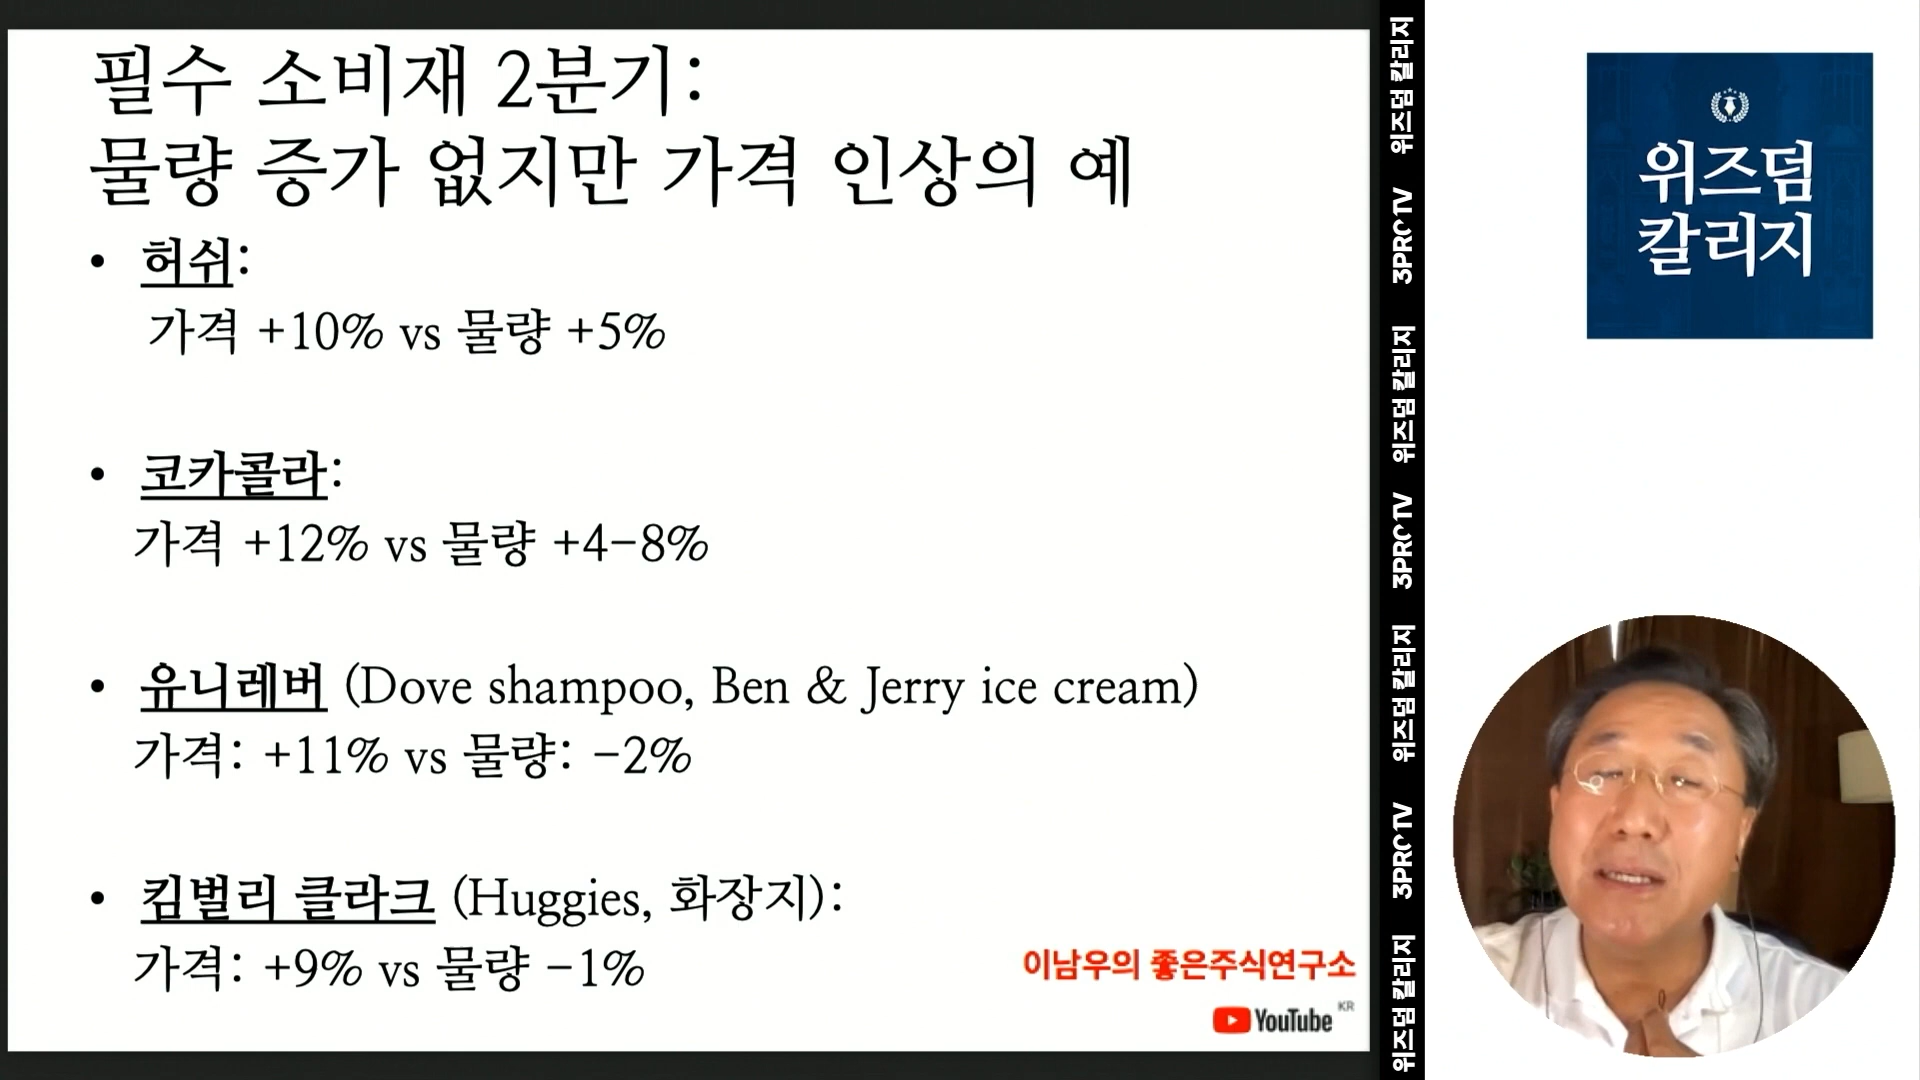 필수 소비재 2분기:
물량 증가 없지만 가격 인상의 예
• 허쉬:
가격 +10% vs 물량 +5%
• 코카콜라:
가격 +12% vs 물량 +4-8%
• 유니레버 (Dove shampoo, Ben & Jerry ice cream)
가격: +11% vs 물량: -2%
• 킴벌리 클라크 (Huggies, 화장지):
가격: +9% vs 물량 -1%
이남우의 좋은주식연구소
YouTube KR
위즈덤 칼리지
3PROTV
위즈덤 칼리지
3PROTV
위즈덤 칼리지
3PROTV
위즈덤 칼리지
위즈덤
칼리지